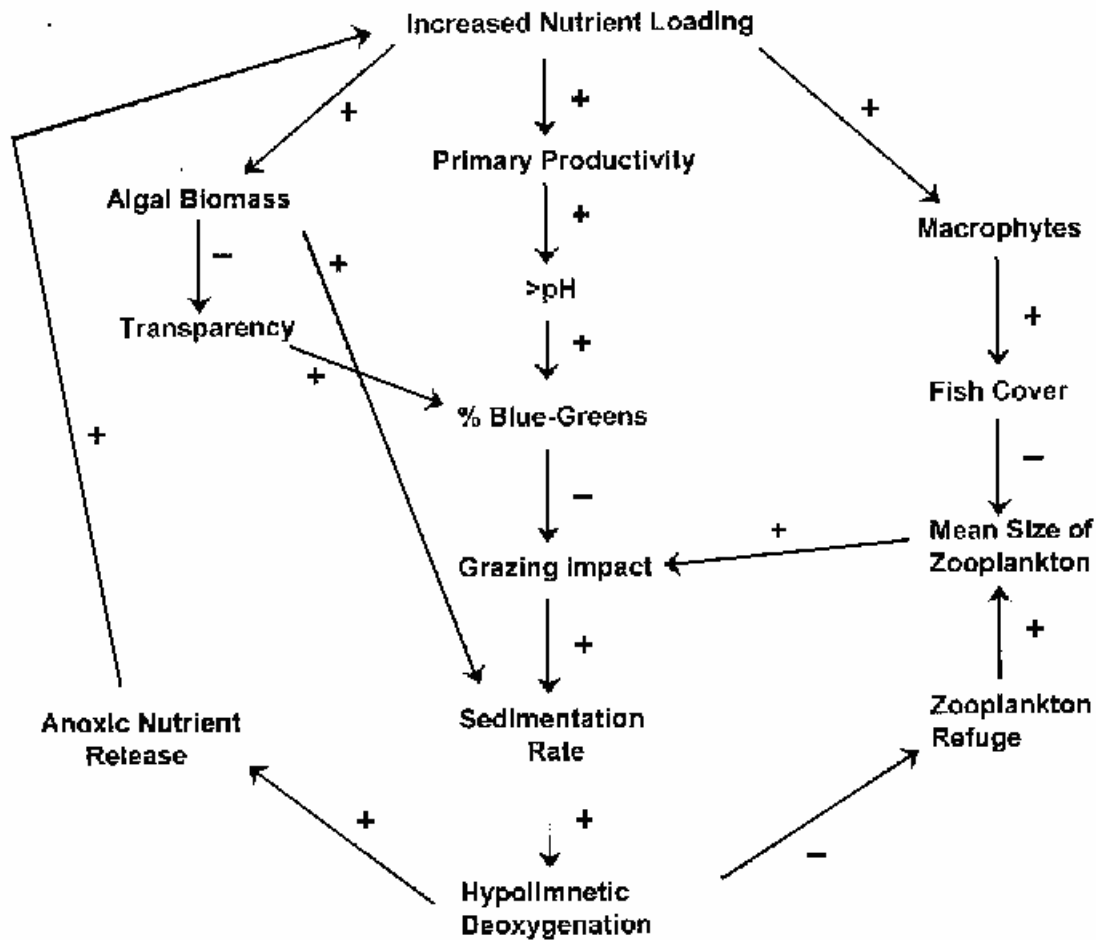 Increased Nutrient Loading
+
+
+
Primary Productivity
Algal Biomass
+
Macrophytes
−
+
>pH
+
Transparency
+
+
Fish Cover
% Blue-Greens
+
−
−
+
Mean Size of
Zooplankton
Grazing Impact
+
+
Anoxic Nutrient
Release
Sedimentation
Rate
Zooplankton
Refuge
+
+
−
Hypolimnetic
Deoxygenation